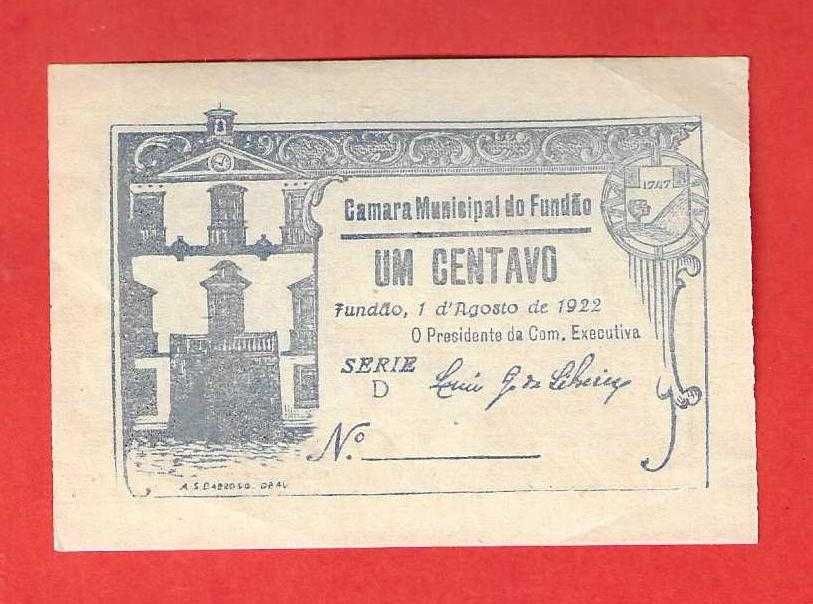 1747
Camara Municipal do Fundão
UM CENTAVO
Fundão, 1 d'Agosto de 1922
O Presidente da Com. Executiva
SERIE
D
Nº